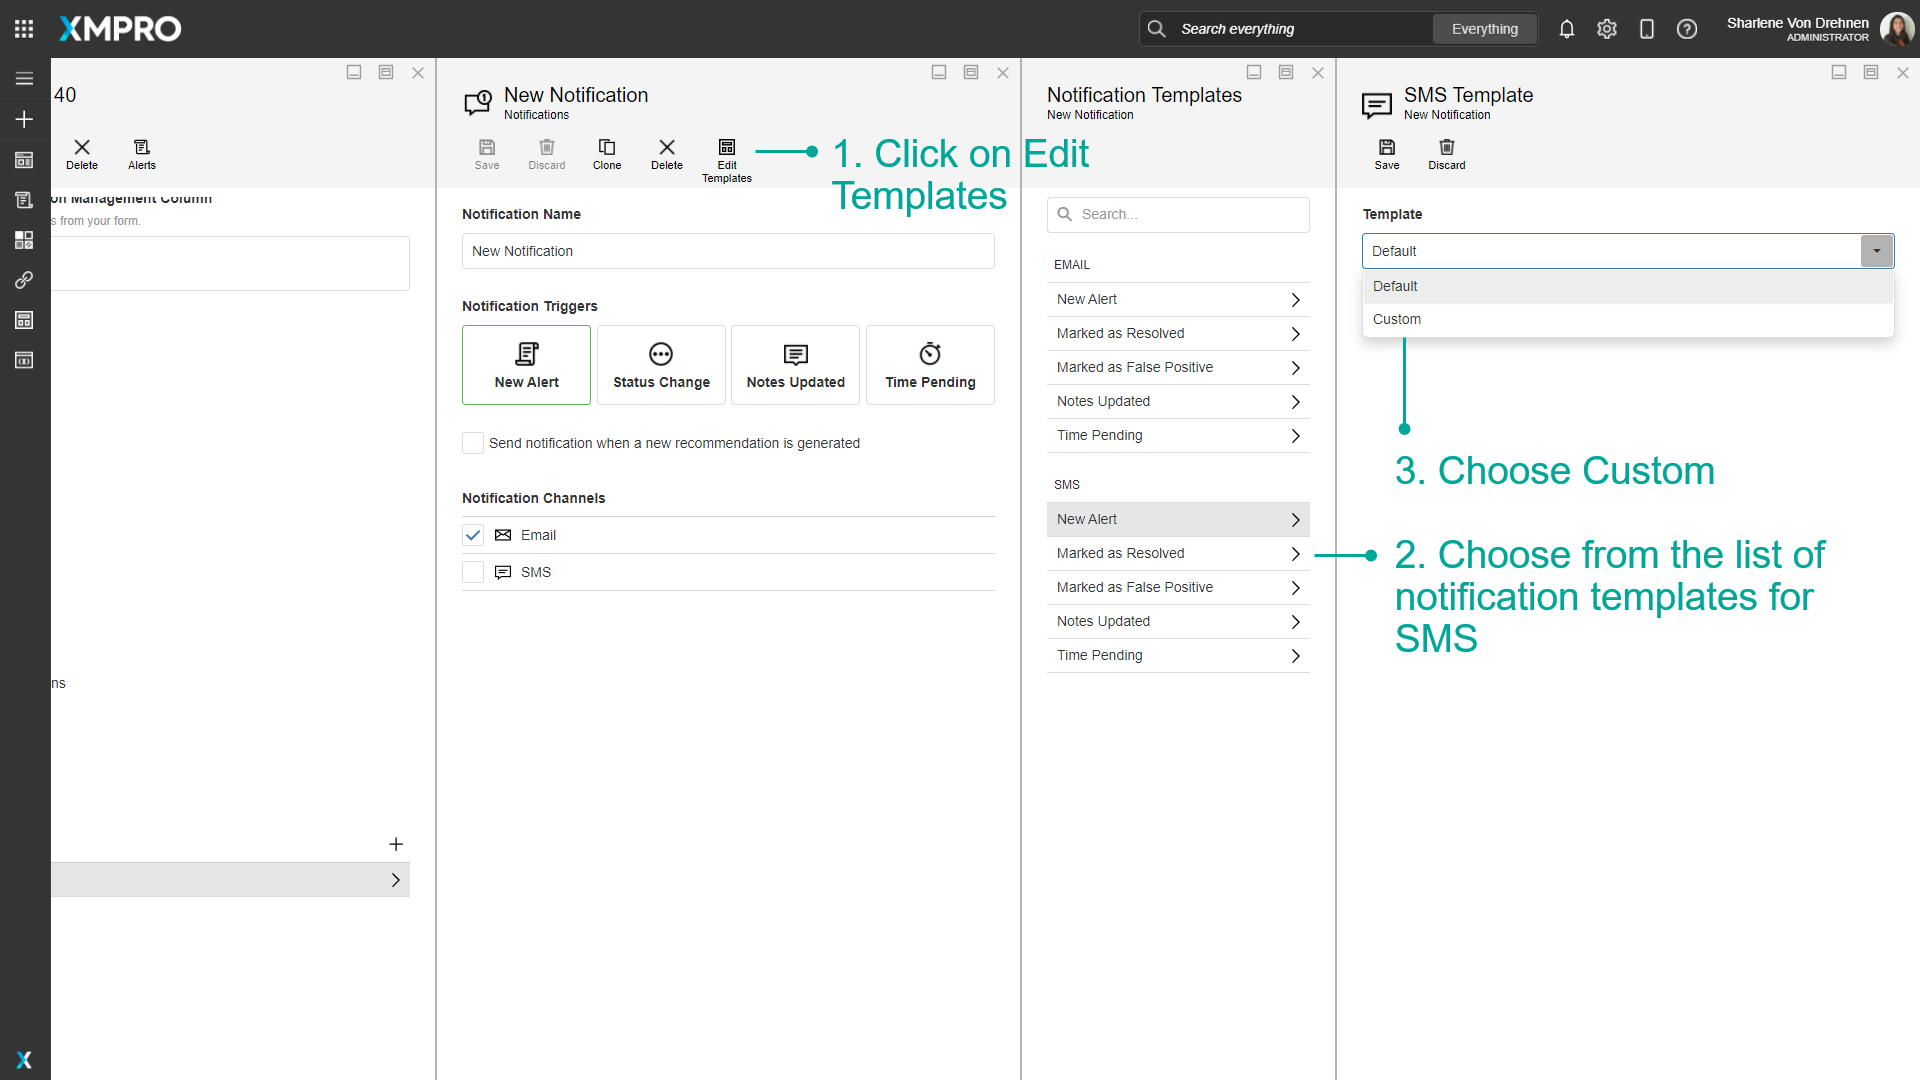 XMPRO
Search everything
Everything
Sharlene Von Drehnen
ADMINISTRATOR
40
Delete
Alerts
on Management Column
s from your form.
ns
New Notification
Notifications
Save
Discard
Clone
Delete
Edit
Templates
1. Click on Edit
Templates
Notification Name
New Notification
Notification Triggers
New Alert
Status Change
Notes Updated
Time Pending
Send notification when a new recommendation is generated
Notification Channels
Email
SMS
Notification Templates
New Notification
Search...
EMAIL
New Alert
Marked as Resolved
Marked as False Positive
Notes Updated
Time Pending
SMS
New Alert
Marked as Resolved
Marked as False Positive
Notes Updated
Time Pending
SMS Template
New Notification
Save
Discard
Template
Default
Default
Custom
3. Choose Custom
2. Choose from the list of
notification templates for
SMS